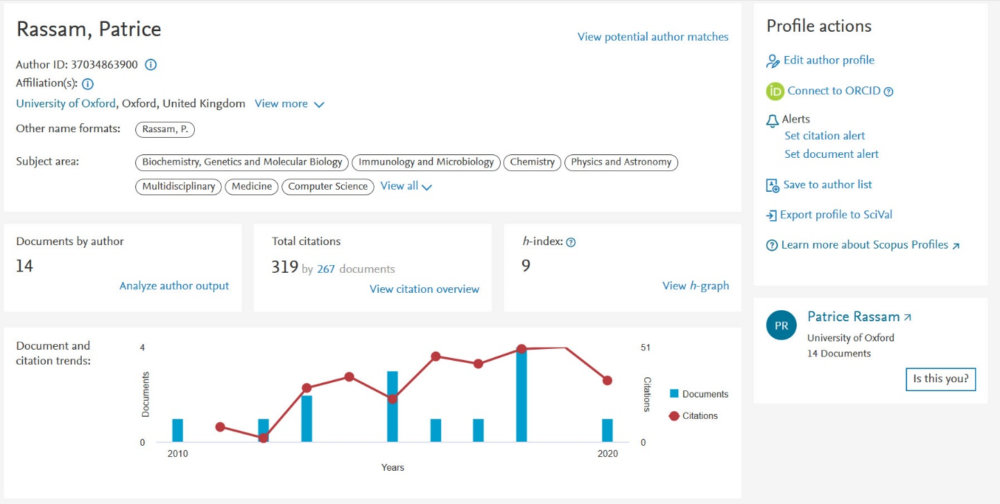 Rassam, Patrice
View potential author matches
Author ID: 37034863900
Affiliation(s):
University of Oxford, Oxford, United Kingdom View more
Other name formats: Rassam, P.
Subject area: Biochemistry, Genetics and Molecular Biology Immunology and Microbiology Chemistry Physics and Astronomy
Multidisciplinary Medicine Computer Science View all
Documents by author
14
Analyze author output
Total citations
319 by 267 documents
View citation overview
h-index:
9
View h-graph
Document and
citation trends:
4
0
Documents
51
0
Citations
2010
2020
Years
Documents
Citations
Profile actions
Edit author profile
iD Connect to ORCID
Alerts
Set citation alert
Set document alert
Save to author list
Export profile to SciVal
Learn more about Scopus Profiles
PR
Patrice Rassam
University of Oxford
14 Documents
Is this you?